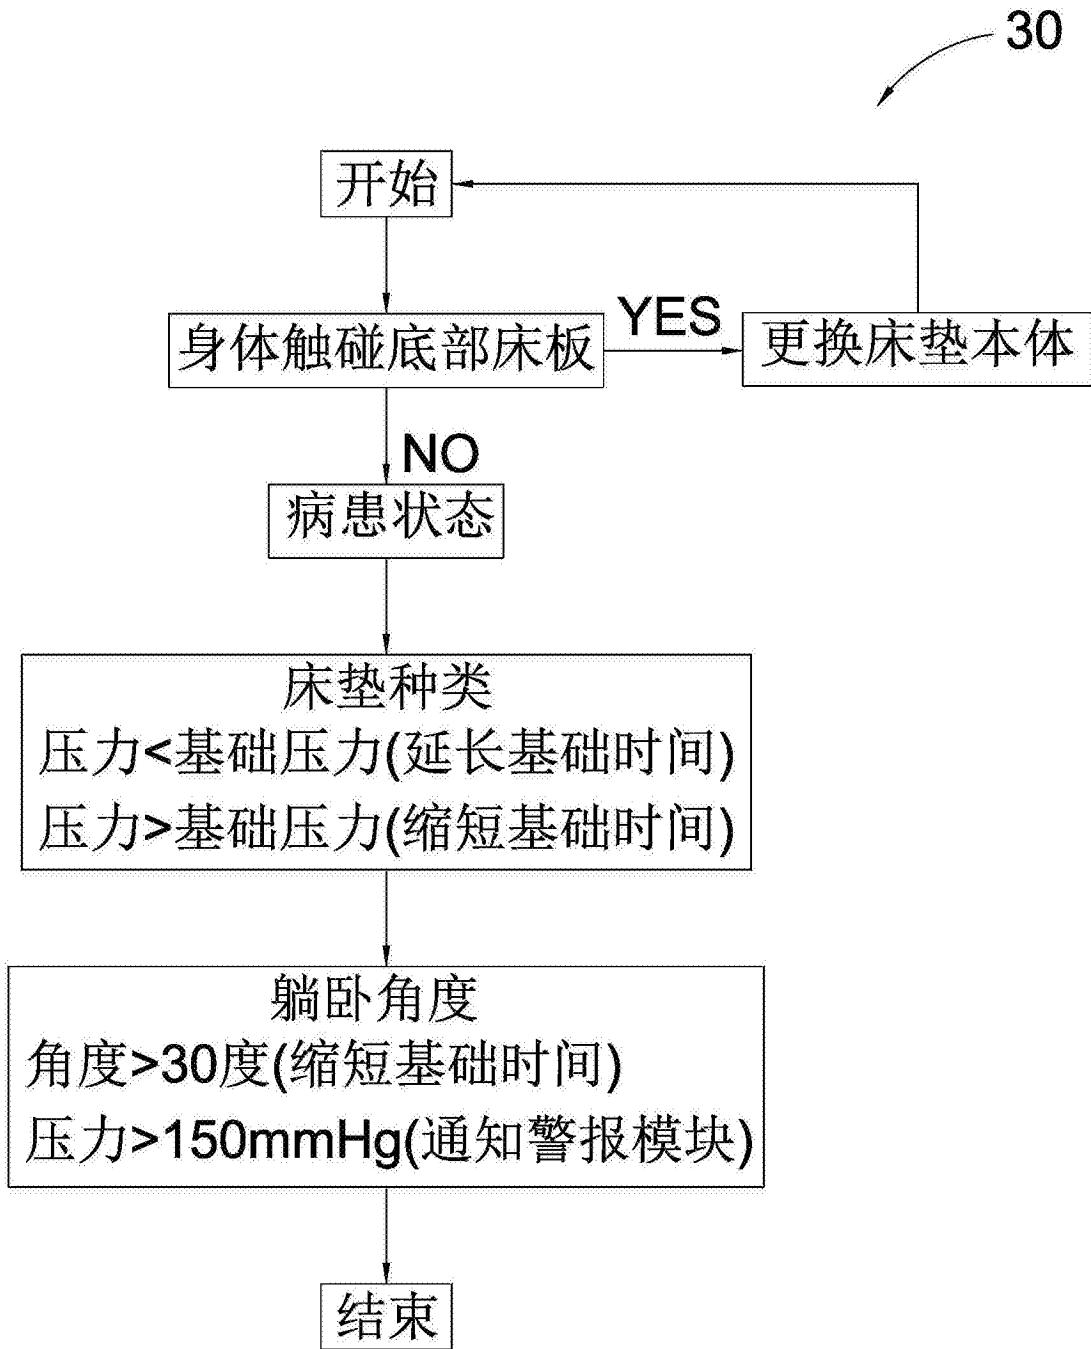 30
开始
身体触碰底部床板
YES
更换床垫本体
NO
病患状态
床垫种类
压力<基础压力(延长基础时间)
压力>基础压力(缩短基础时间)
躺卧角度
角度>30度(缩短基础时间)
压力>150mmHg(通知警报模块)
结束